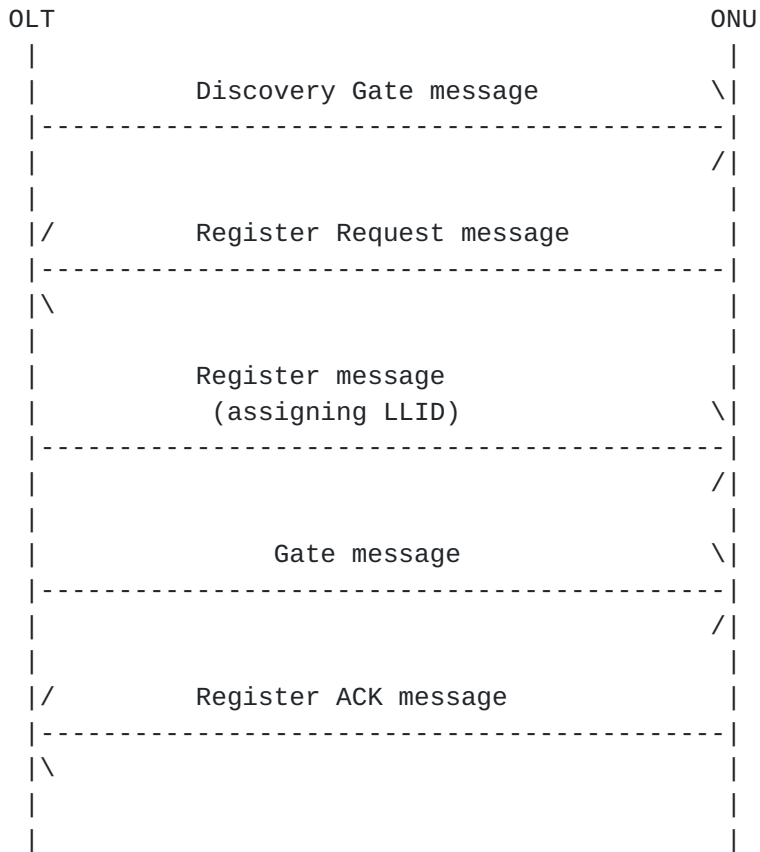 OLT ONU
Discovery Gate message
Register Request message
Register message
(assigning LLID)
Gate message
Register ACK message